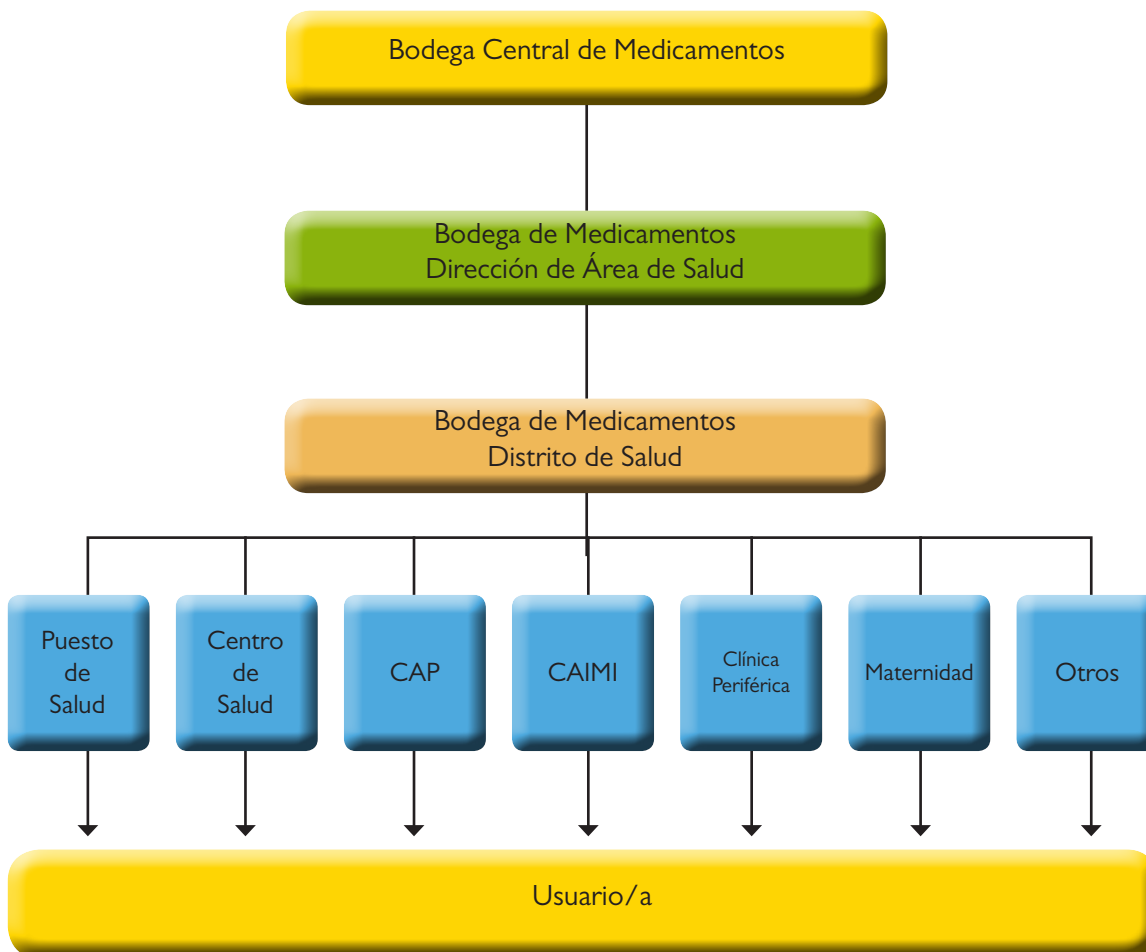 Bodega Central de Medicamentos
Bodega de Medicamentos
Dirección de Área de Salud
Bodega de Medicamentos
Distrito de Salud
Puesto
de
Salud
Centro
de
Salud
CAP
CAIMI
Clínica
Periférica
Maternidad
Otros
Usuario/a